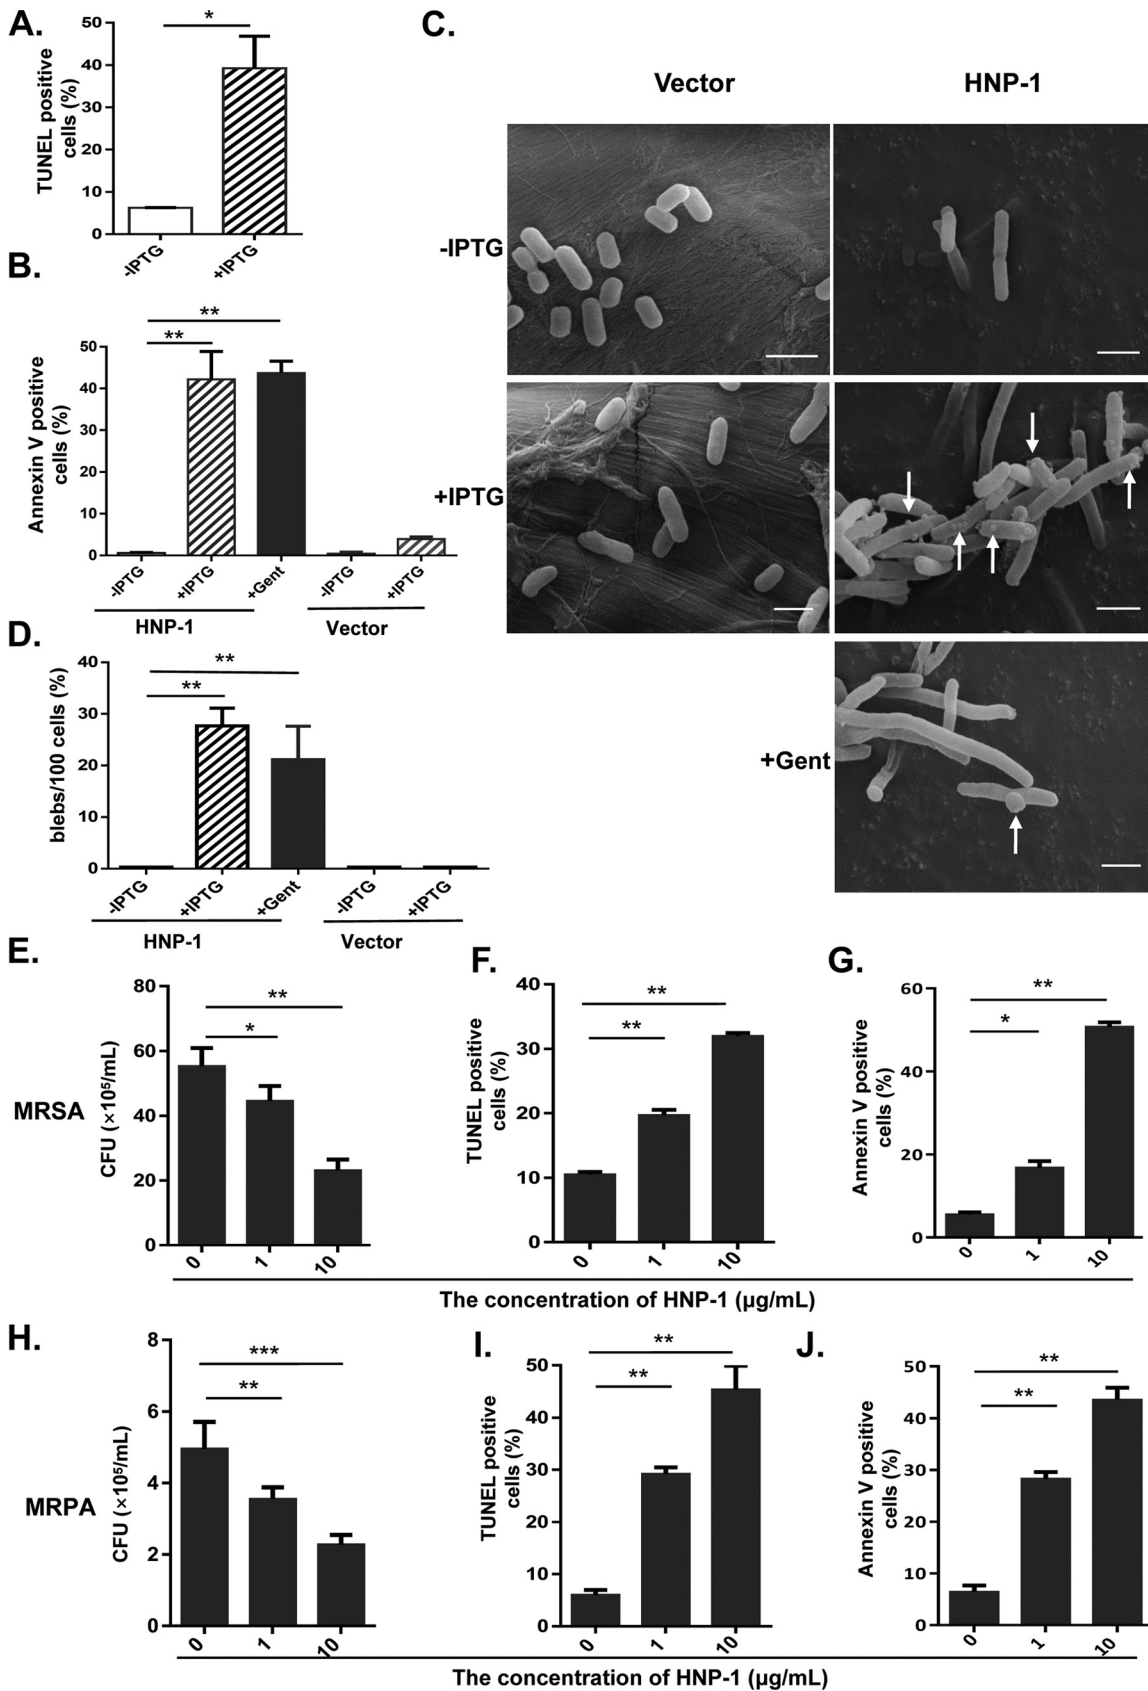 A.
TUNEL positive
cells (%)
50
40
30
20
10
0
*
-IPTG
+IPTG
B.
Annexin V positive
cells (%)
50
40
30
20
10
0
**
**
-IPTG
+IPTG
+Gent
-IPTG
+IPTG
HNP-1
Vector
C.
Vector
HNP-1
-IPTG
+IPTG
+Gent
D.
blebs/100 cells (%)
40
30
20
10
0
**
**
-IPTG
+IPTG
+Gent
-IPTG
+IPTG
HNP-1
Vector
E.
MRSA
CFU (×10⁵/mL)
80
60
40
20
0
**
*
0
1
10
F.
TUNEL positive
cells (%)
40
30
20
10
0
**
**
0
1
10
G.
Annexin V positive
cells (%)
60
40
20
0
**
*
0
1
10
The concentration of HNP-1 (μg/mL)
H.
MRPA
CFU (×10⁵/mL)
8
6
4
2
0
***
**
0
1
10
I.
TUNEL positive
cells (%)
50
40
30
20
10
0
**
**
0
1
10
J.
Annexin V positive
cells (%)
50
40
30
20
10
0
**
**
0
1
10
The concentration of HNP-1 (μg/mL)